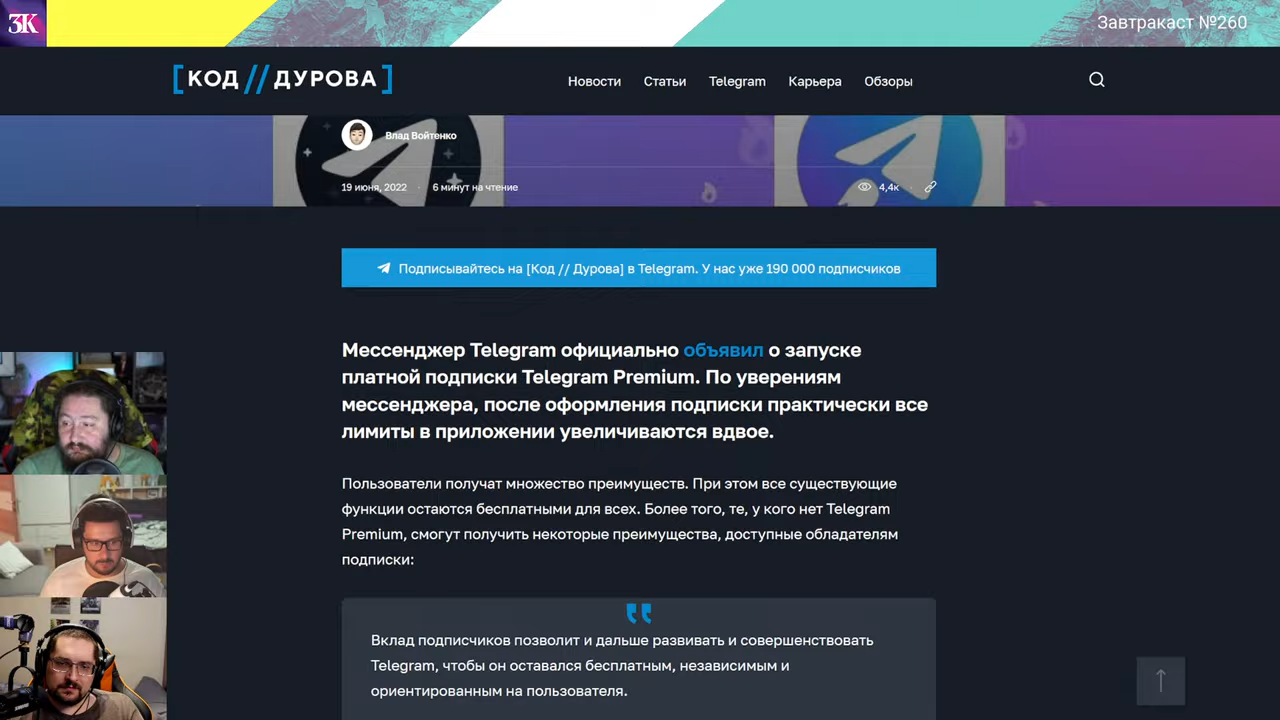 ЗК
Завтракаст №260
[КОД//ДУРОВА]
Новости Статьи Telegram Карьера Обзоры
Влад Войтенко
19 июня, 2022 · 6 минут на чтение 4,4к ·
Подписывайтесь на [Код // Дурова] в Telegram. У нас уже 190 000 подписчиков
Мессенджер Telegram официально объявил о запуске
платной подписки Telegram Premium. По уверениям
мессенджера, после оформления подписки практически все
лимиты в приложении увеличиваются вдвое.
Пользователи получат множество преимуществ. При этом все существующие
функции остаются бесплатными для всех. Более того, те, у кого нет Telegram
Premium, смогут получить некоторые преимущества, доступные обладателям
подписки:
Вклад подписчиков позволит и дальше развивать и совершенствовать
Telegram, чтобы он оставался бесплатным, независимым и
ориентированным на пользователя.